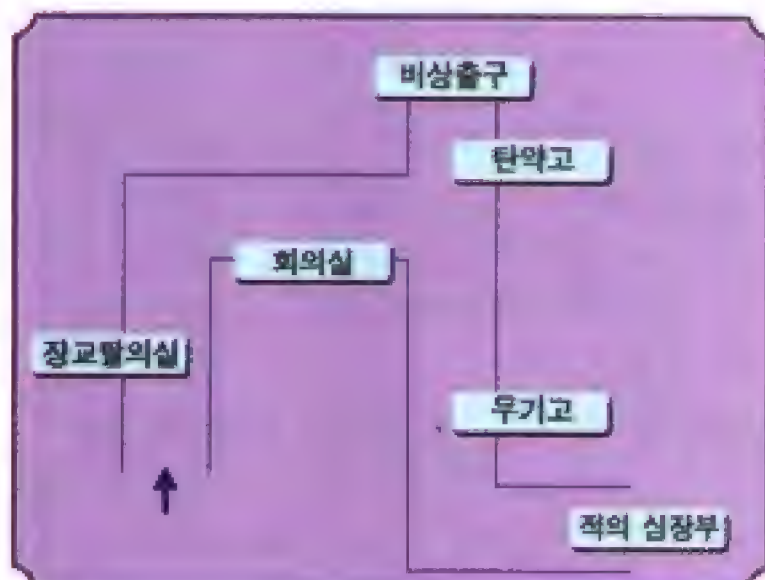 비상출구
탄약고
회의실
장교탈의실
무기고
적의 심장부